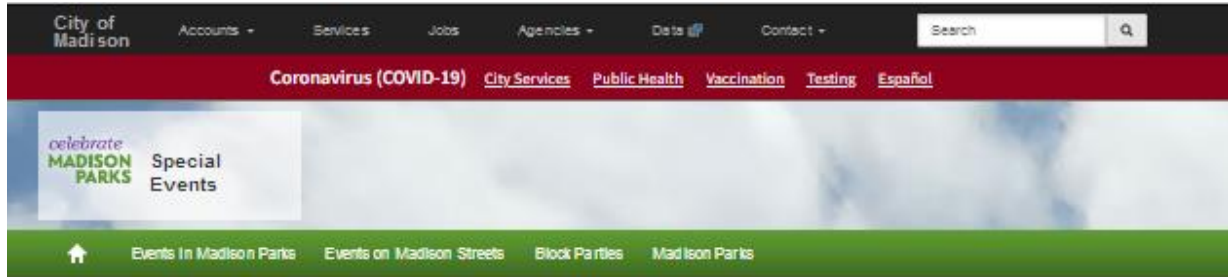 City of
Madison
Accounts Services Jobs Agencies Data Contact Search
Coronavirus (COVID-19) City Services Public Health Vaccination Testing Español
celebrate
MADISON
PARKS
Special
Events
Events in Madison Parks Events on Madison Streets Block Parties Madison Parks